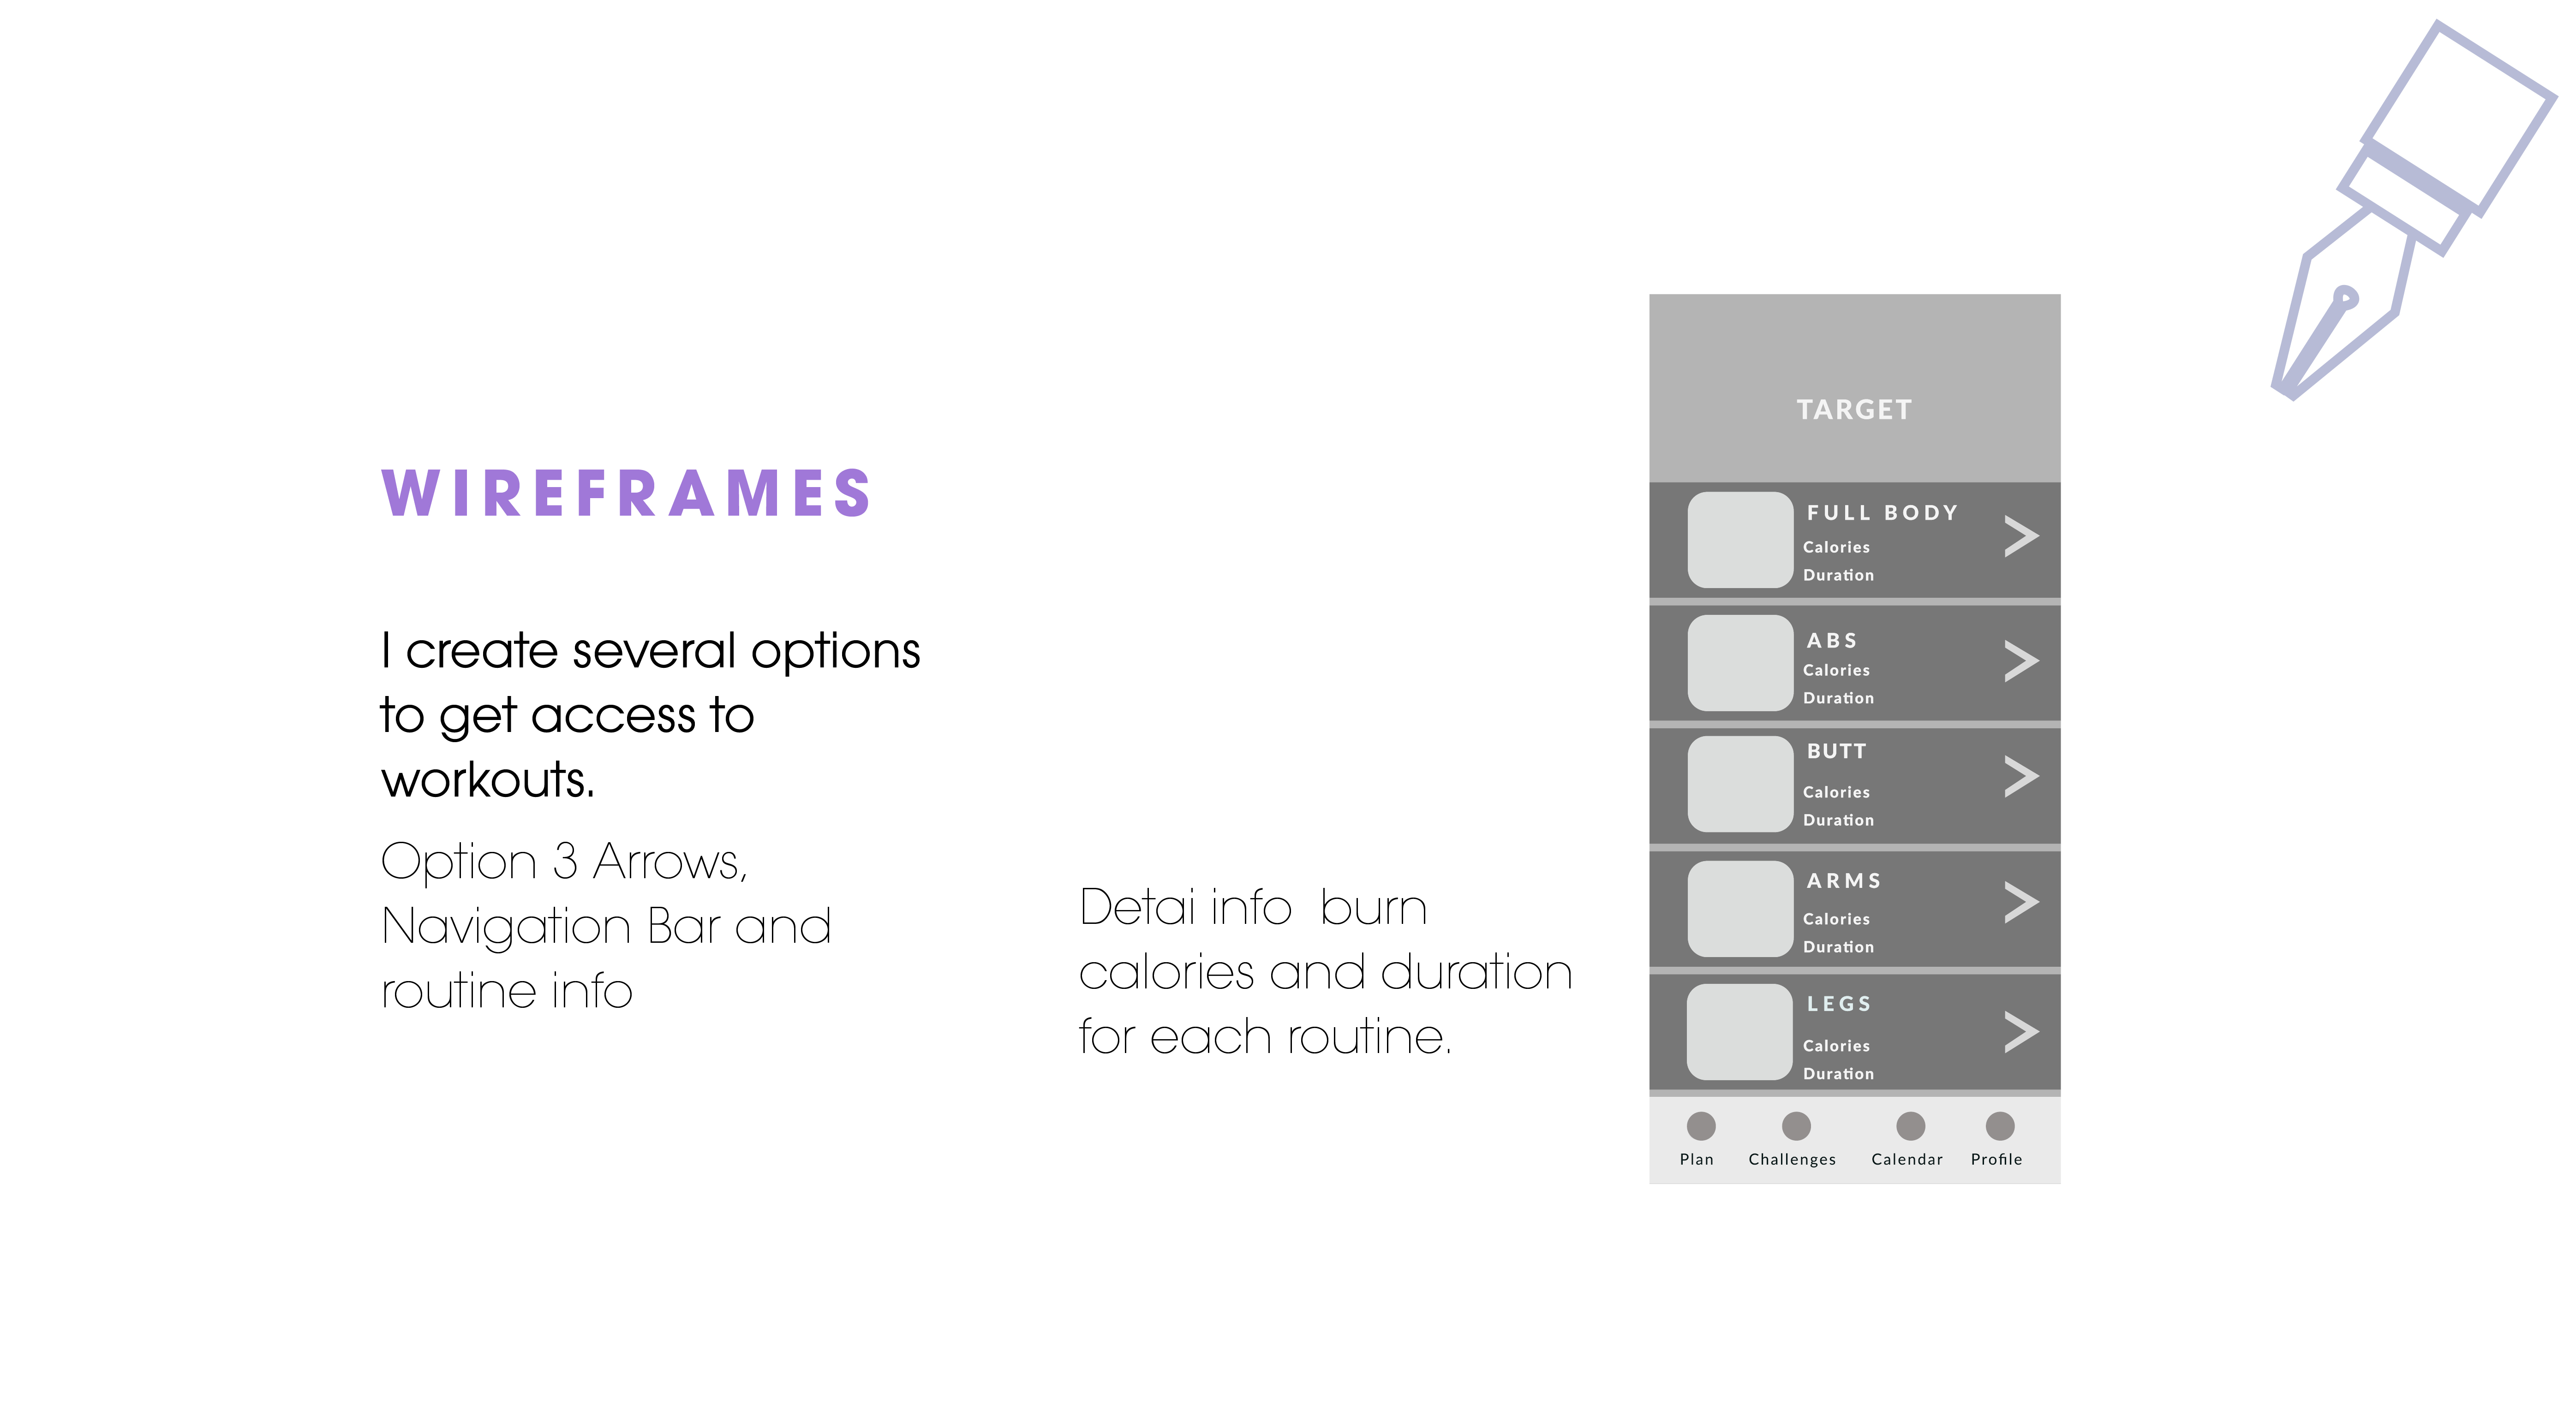 WIREFRAMES
I create several options
to get access to
workouts.
Option 3 Arrows,
Navigation Bar and
routine info
Detai info  burn
calories and duration
for each routine.
TARGET
FULL BODY
Calories
Duration
ABS
Calories
Duration
BUTT
Calories
Duration
ARMS
Calories
Duration
LEGS
Calories
Duration
Plan Challenges Calendar Profile